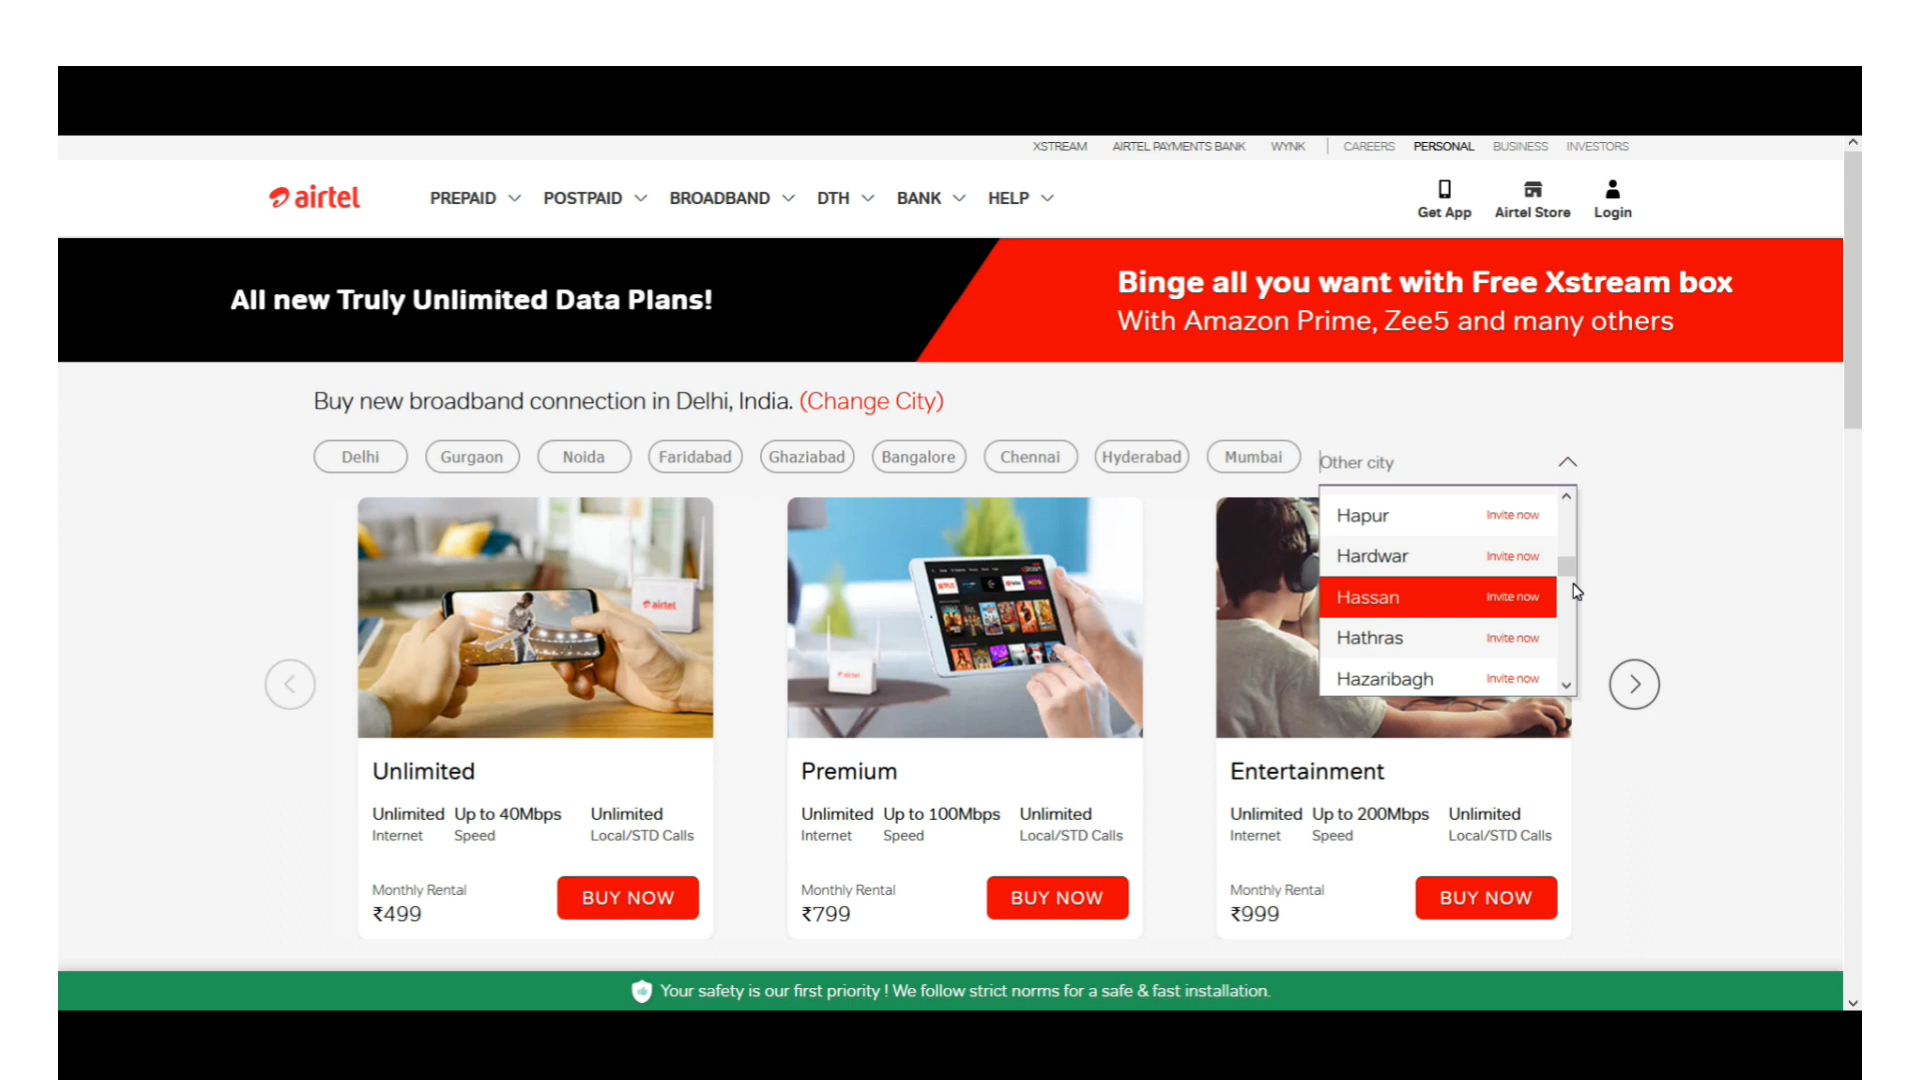 XSTREAM AIRTEL PAYMENTS BANK WYNK CAREERS PERSONAL BUSINESS INVESTORS
airtel PREPAID POSTPAID BROADBAND DTH BANK HELP Get App Airtel Store Login
All new Truly Unlimited Data Plans!
Binge all you want with Free Xstream box
With Amazon Prime, Zee5 and many others
Buy new broadband connection in Delhi, India. (Change City)
Delhi Gurgaon Noida Faridabad Ghaziabad Bangalore Chennai Hyderabad Mumbai Other city
Hapur Invite now
Hardwar Invite now
Hassan Invite now
Hathras Invite now
Hazaribagh Invite now
airtel
Unlimited
Unlimited Up to 40Mbps Unlimited
Internet Speed Local/STD Calls
Monthly Rental
₹499
BUY NOW
Premium
Unlimited Up to 100Mbps Unlimited
Internet Speed Local/STD Calls
Monthly Rental
₹799
BUY NOW
Entertainment
Unlimited Up to 200Mbps Unlimited
Internet Speed Local/STD Calls
Monthly Rental
₹999
BUY NOW
Your safety is our first priority ! We follow strict norms for a safe & fast installation.